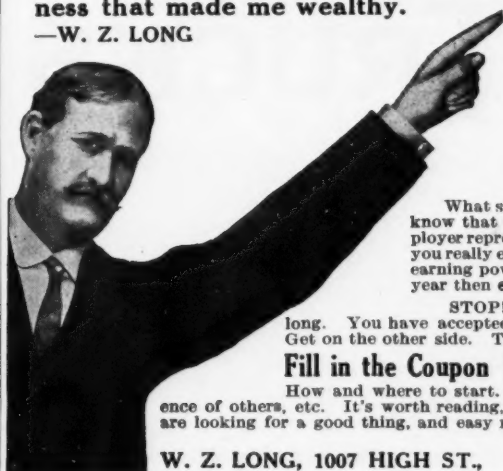 ness that made me wealthy.
—W. Z. LONG
What s
know that
ployer repr
you really e
earning pow
year then e
STOP!
long. You have accepted
Get on the other side. T
Fill in the Coupon
How and where to start.
ence of others, etc. It's worth reading,
are looking for a good thing, and easy
W. Z. LONG, 1007 HIGH ST.,